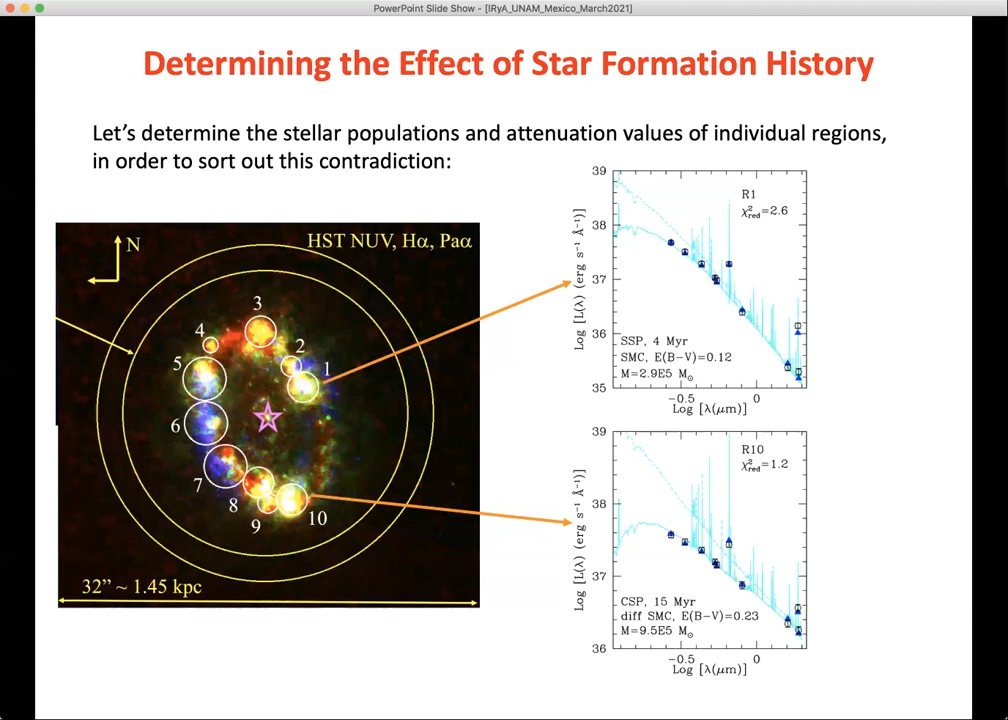 PowerPoint Slide Show - [IRyA_UNAM_Mexico_March2021]
Determining the Effect of Star Formation History
Let's determine the stellar populations and attenuation values of individual regions,
in order to sort out this contradiction:
N
HST NUV, Hα, Paα
3
4
2
5
1
6
7
8
9
10
32” ~ 1.45 kpc
39
38
37
36
35
Log [L(λ) (erg s⁻¹ Å⁻¹)]
R1
χ²red=2.6
SSP, 4 Myr
SMC, E(B-V)=0.12
M=2.9E5 M⊙
−0.5
0
Log [λ(μm)]
39
38
37
36
Log [L(λ) (erg s⁻¹ Å⁻¹)]
R10
χ²red=1.2
CSP, 15 Myr
diff SMC, E(B-V)=0.23
M=9.5E5 M⊙
−0.5
0
Log [λ(μm)]